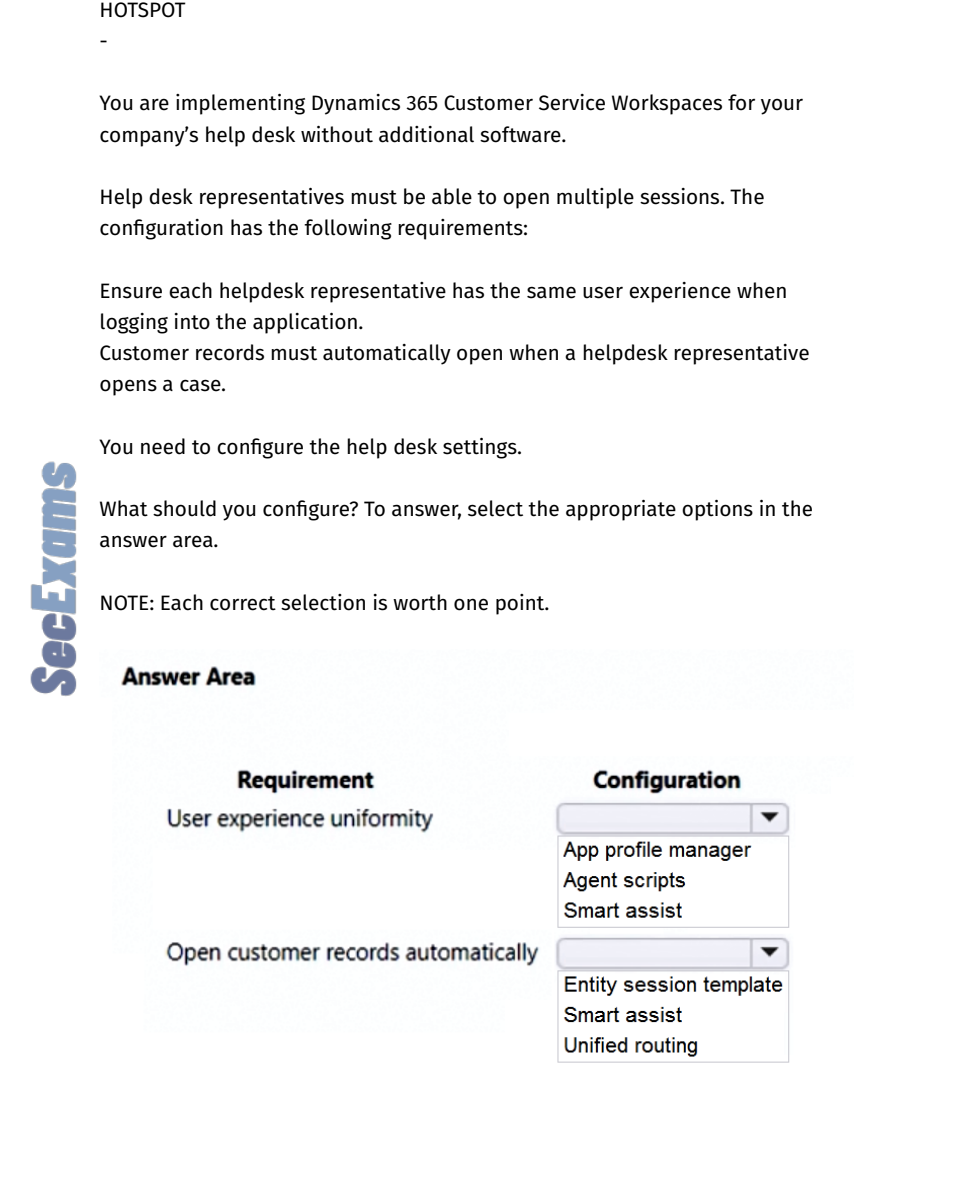 HOTSPOT
-
You are implementing Dynamics 365 Customer Service Workspaces for your
company’s help desk without additional software.
Help desk representatives must be able to open multiple sessions. The
configuration has the following requirements:
Ensure each helpdesk representative has the same user experience when
logging into the application.
Customer records must automatically open when a helpdesk representative
opens a case.
You need to configure the help desk settings.
What should you configure? To answer, select the appropriate options in the
answer area.
NOTE: Each correct selection is worth one point.
SecExams
Answer Area
Requirement Configuration
User experience uniformity
App profile manager
Agent scripts
Smart assist
Open customer records automatically
Entity session template
Smart assist
Unified routing